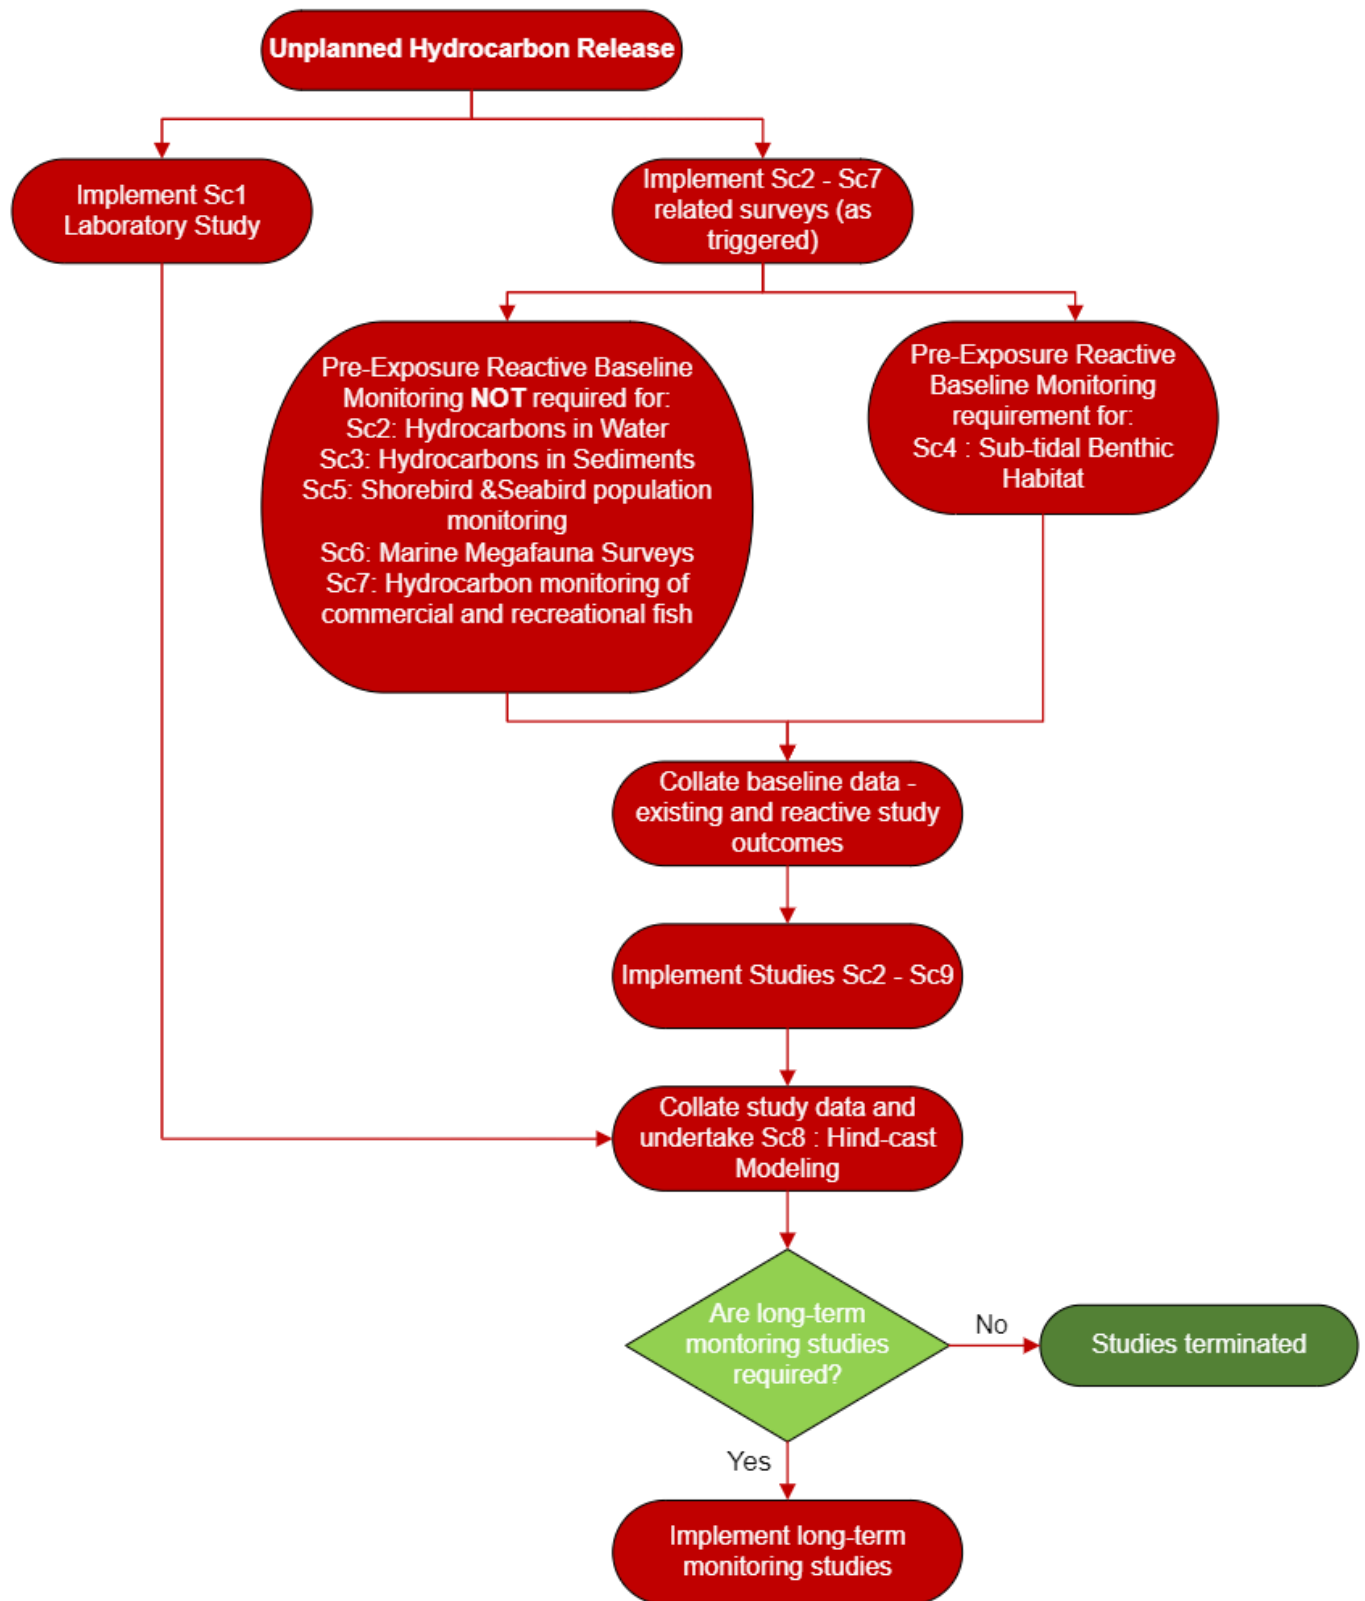 Unplanned Hydrocarbon Release
Implement Sc1
Laboratory Study
Implement Sc2 - Sc7
related surveys (as
triggered)
Pre-Exposure Reactive Baseline
Monitoring NOT required for:
Sc2: Hydrocarbons in Water
Sc3: Hydrocarbons in Sediments
Sc5: Shorebird &Seabird population
monitoring
Sc6: Marine Megafauna Surveys
Sc7: Hydrocarbon monitoring of
commercial and recreational fish
Pre-Exposure Reactive
Baseline Monitoring
requirement for:
Sc4 : Sub-tidal Benthic
Habitat
Collate baseline data -
existing and reactive study
outcomes
Implement Studies Sc2 - Sc9
Collate study data and
undertake Sc8 : Hind-cast
Modeling
Are long-term
montoring studies
required?
No
Studies terminated
Yes
Implement long-term
monitoring studies